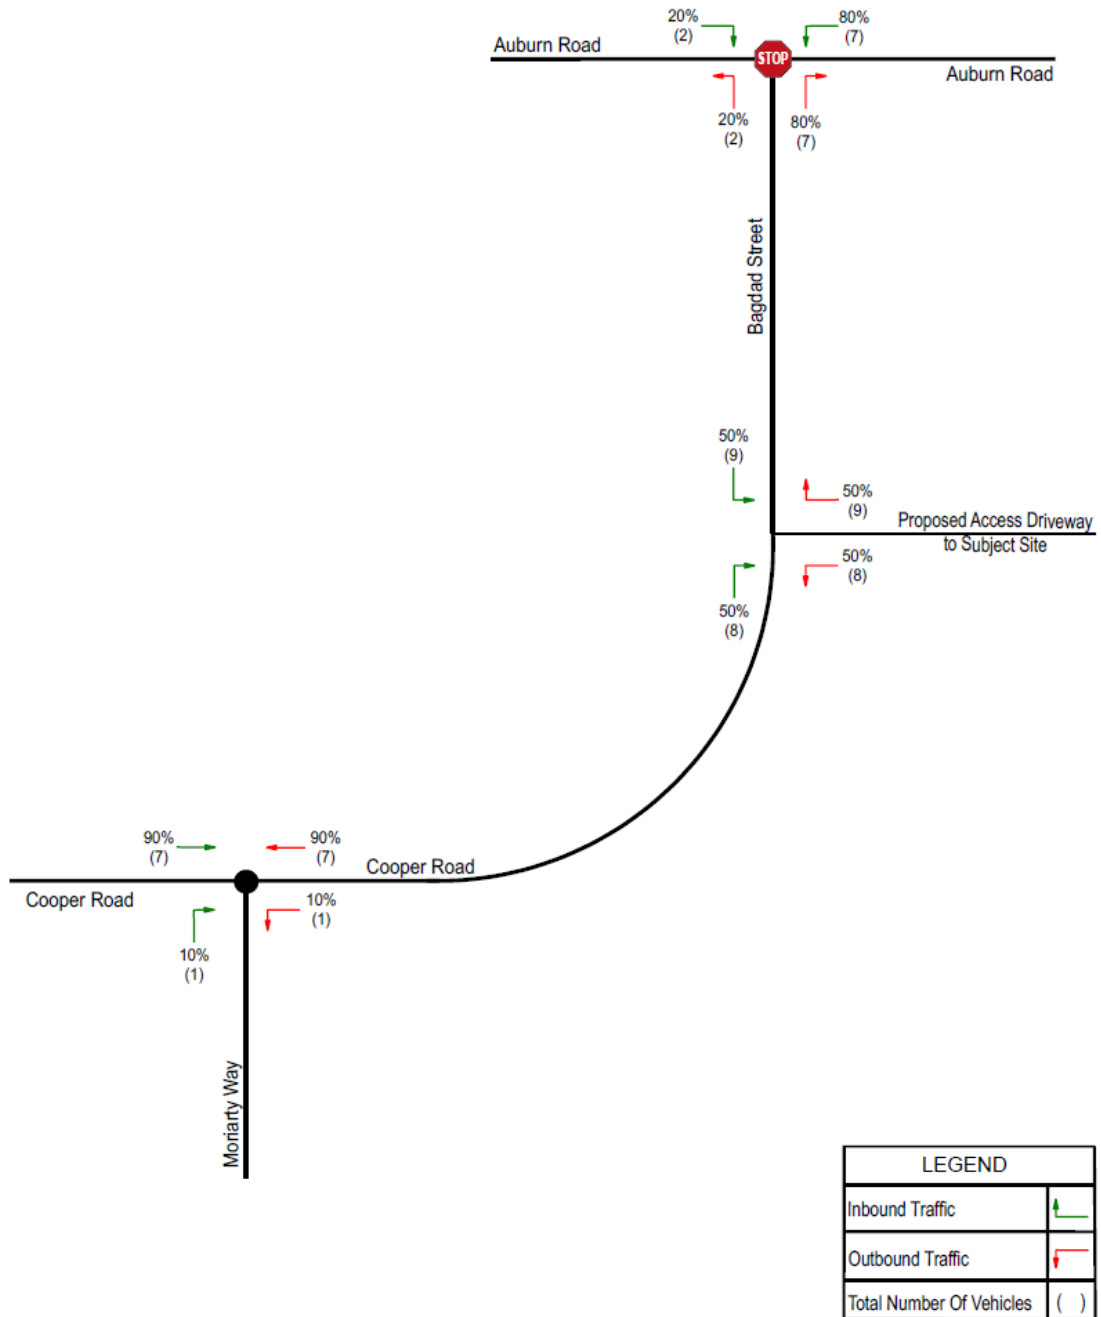 20%
(2)
80%
(7)
Auburn Road
STOP
Auburn Road
20%
(2)
80%
(7)
Bagdad Street
50%
(9)
50%
(9)
Proposed Access Driveway
to Subject Site
50%
(8)
50%
(8)
90%
(7)
90%
(7)
Cooper Road
Cooper Road
10%
(1)
10%
(1)
Moriarty Way
LEGEND
Inbound Traffic
Outbound Traffic
Total Number Of Vehicles ( )